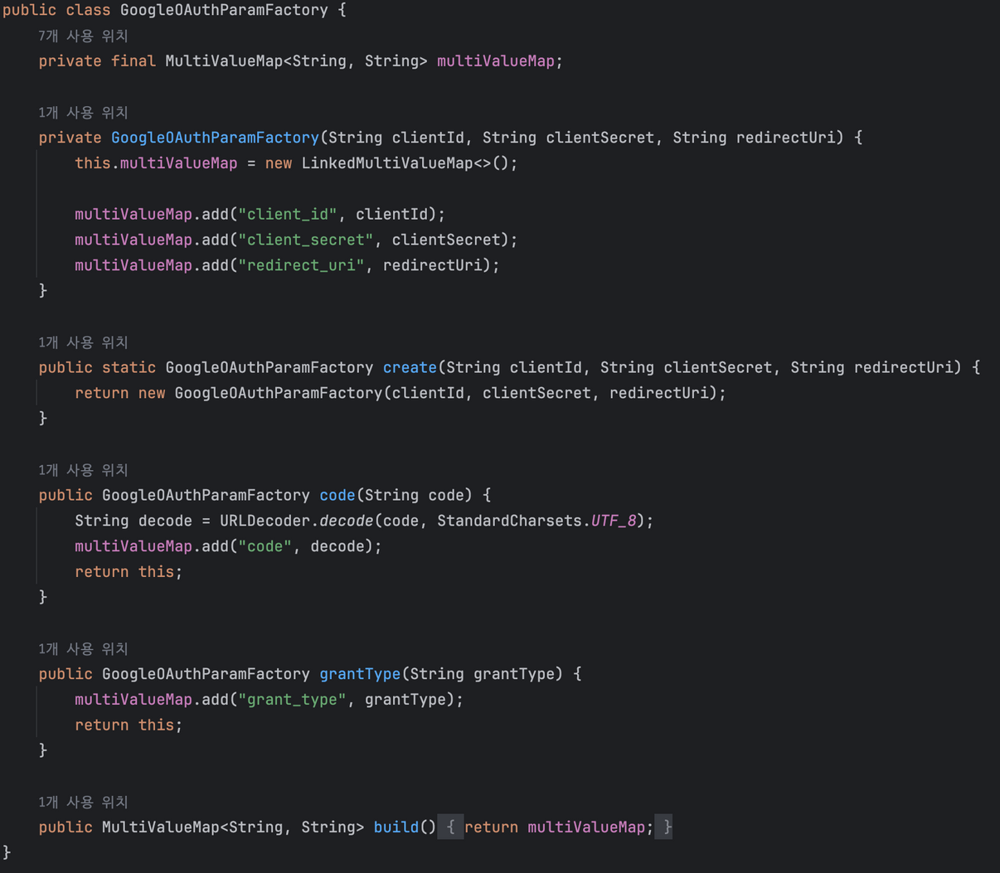 public class GoogleOAuthParamFactory {
7개 사용 위치
private final MultiValueMap<String, String> multiValueMap;
1개 사용 위치
private GoogleOAuthParamFactory(String clientId, String clientSecret, String redirectUri) {
this.multiValueMap = new LinkedMultiValueMap<>();
multiValueMap.add("client_id", clientId);
multiValueMap.add("client_secret", clientSecret);
multiValueMap.add("redirect_uri", redirectUri);
}
1개 사용 위치
public static GoogleOAuthParamFactory create(String clientId, String clientSecret, String redirectUri) {
return new GoogleOAuthParamFactory(clientId, clientSecret, redirectUri);
}
1개 사용 위치
public GoogleOAuthParamFactory code(String code) {
String decode = URLDecoder.decode(code, StandardCharsets.UTF_8);
multiValueMap.add("code", decode);
return this;
}
1개 사용 위치
public GoogleOAuthParamFactory grantType(String grantType) {
multiValueMap.add("grant_type", grantType);
return this;
}
1개 사용 위치
public MultiValueMap<String, String> build() { return multiValueMap; }
}